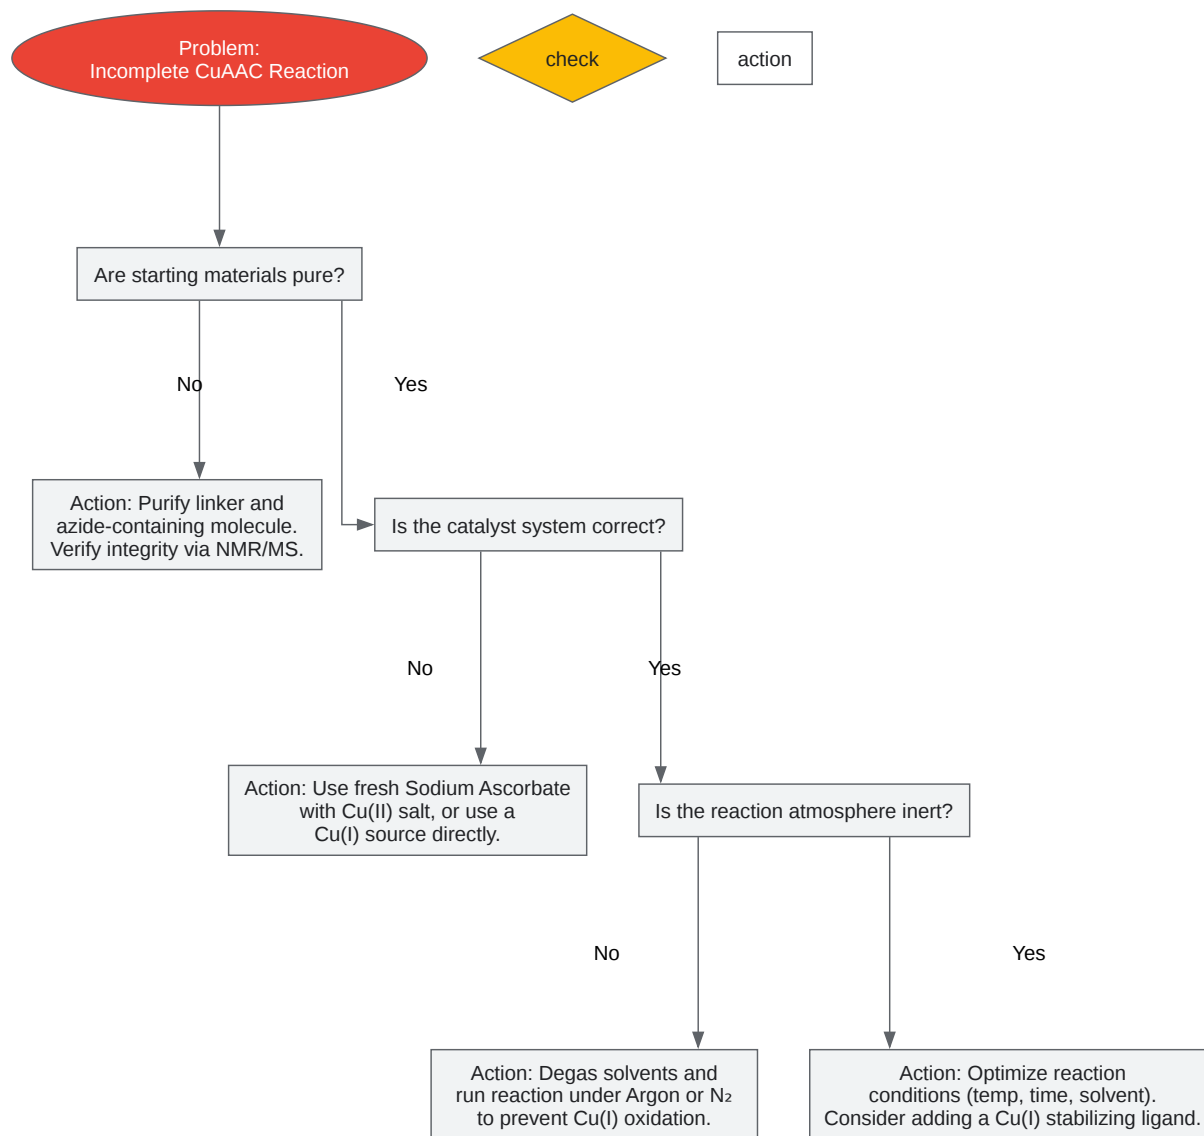 Problem:
Incomplete CuAAC Reaction
check
action
Are starting materials pure?
No
Yes
Action: Purify linker and
azide-containing molecule.
Verify integrity via NMR/MS.
Is the catalyst system correct?
No
Yes
Action: Use fresh Sodium Ascorbate
with Cu(II) salt, or use a
Cu(I) source directly.
Is the reaction atmosphere inert?
No
Yes
Action: Degas solvents and
run reaction under Argon or N₂
to prevent Cu(I) oxidation.
Action: Optimize reaction
conditions (temp, time, solvent).
Consider adding a Cu(I) stabilizing ligand.